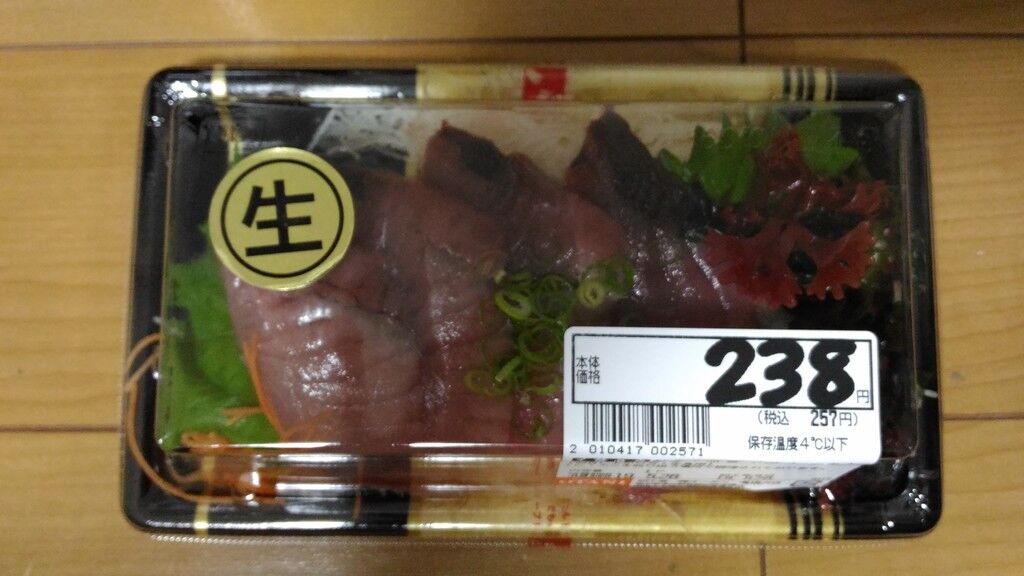 生
本体
価格
238円
(税込 257円)
2 010417 002571
保存温度4℃以下